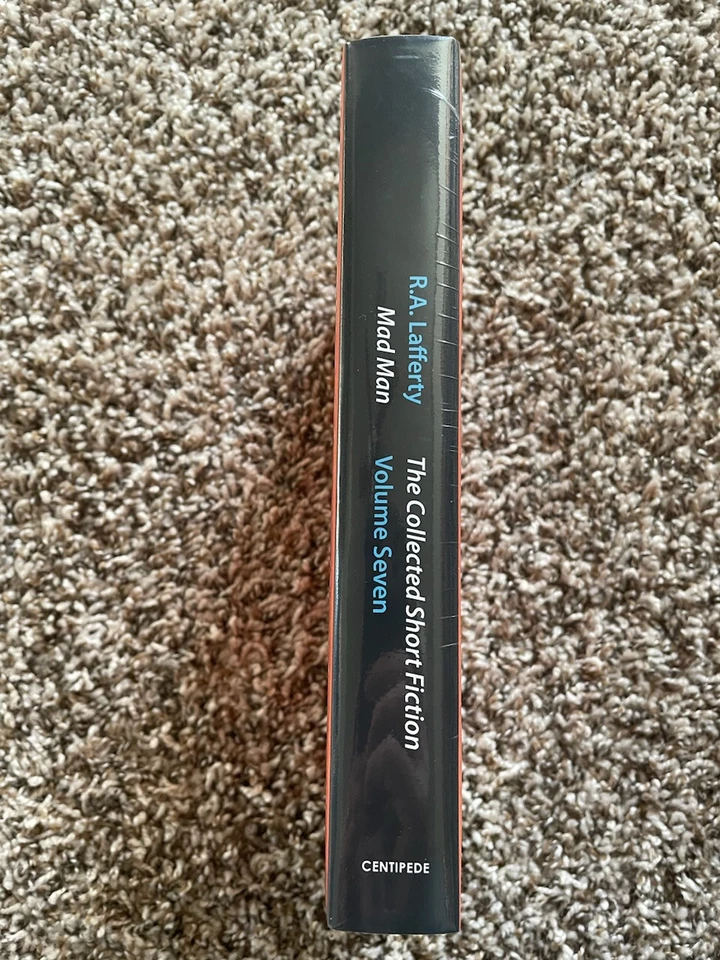 R.A. Lafferty
Mad Man
The Collected Short Fiction
Volume Seven
CENTIPEDE